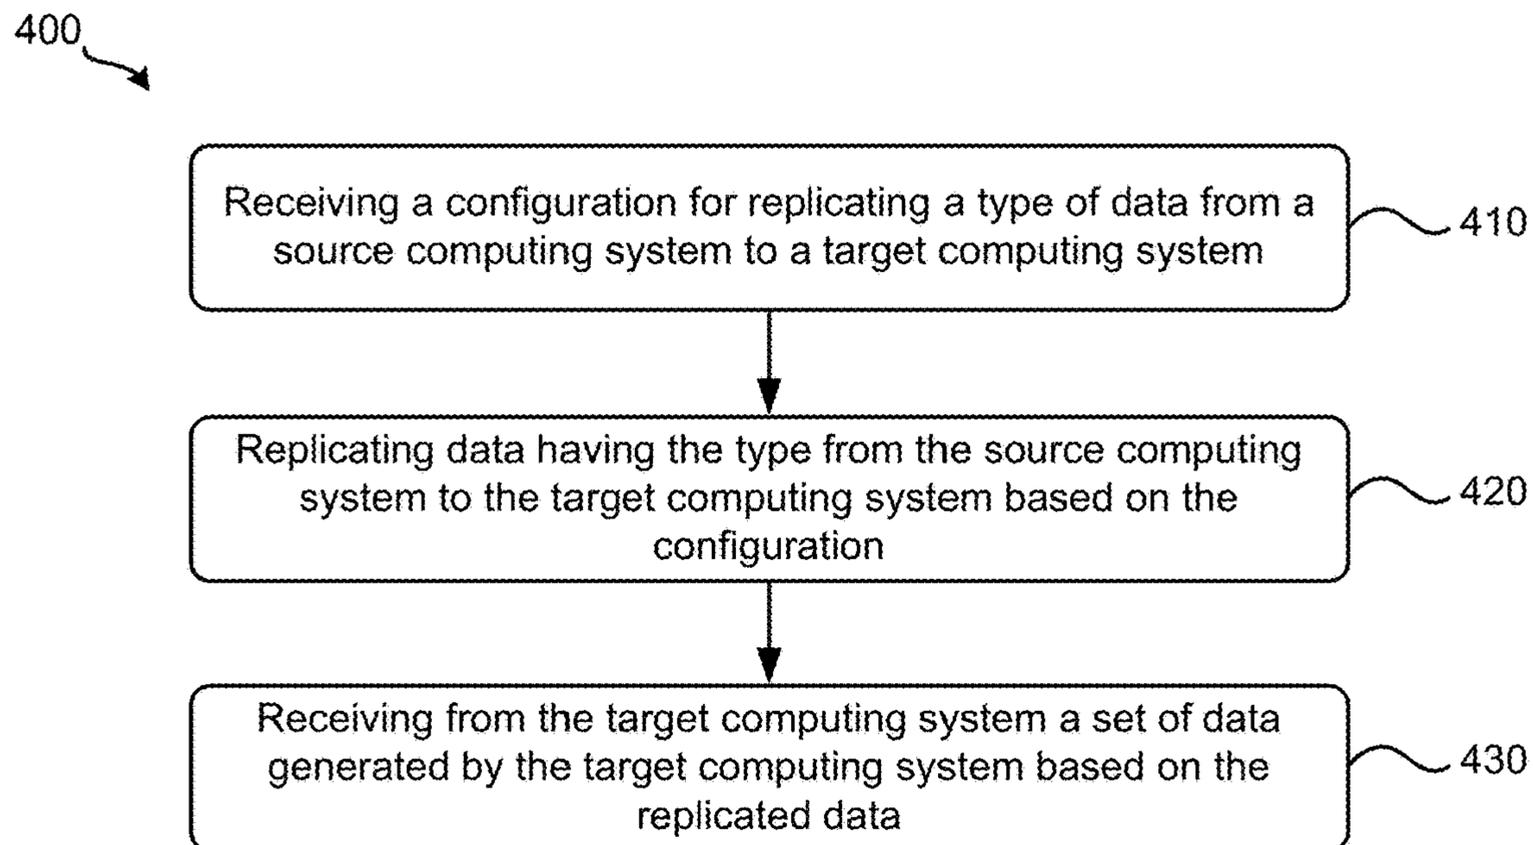 400
Receiving a configuration for replicating a type of data from a
source computing system to a target computing system
410
Replicating data having the type from the source computing
system to the target computing system based on the
configuration
420
Receiving from the target computing system a set of data
generated by the target computing system based on the
replicated data
430